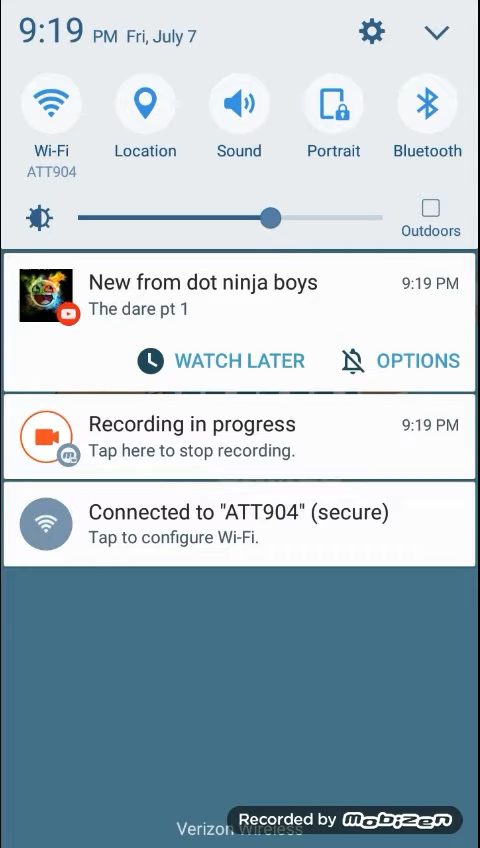 9:19 PM Fri, July 7
Wi-Fi Location Sound Portrait Bluetooth
ATT904
Outdoors
New from dot ninja boys 9:19 PM
The dare pt 1
WATCH LATER OPTIONS
Recording in progress 9:19 PM
Tap here to stop recording.
Connected to "ATT904" (secure)
Tap to configure Wi-Fi.
Verizon Wireless
Recorded by mobizen